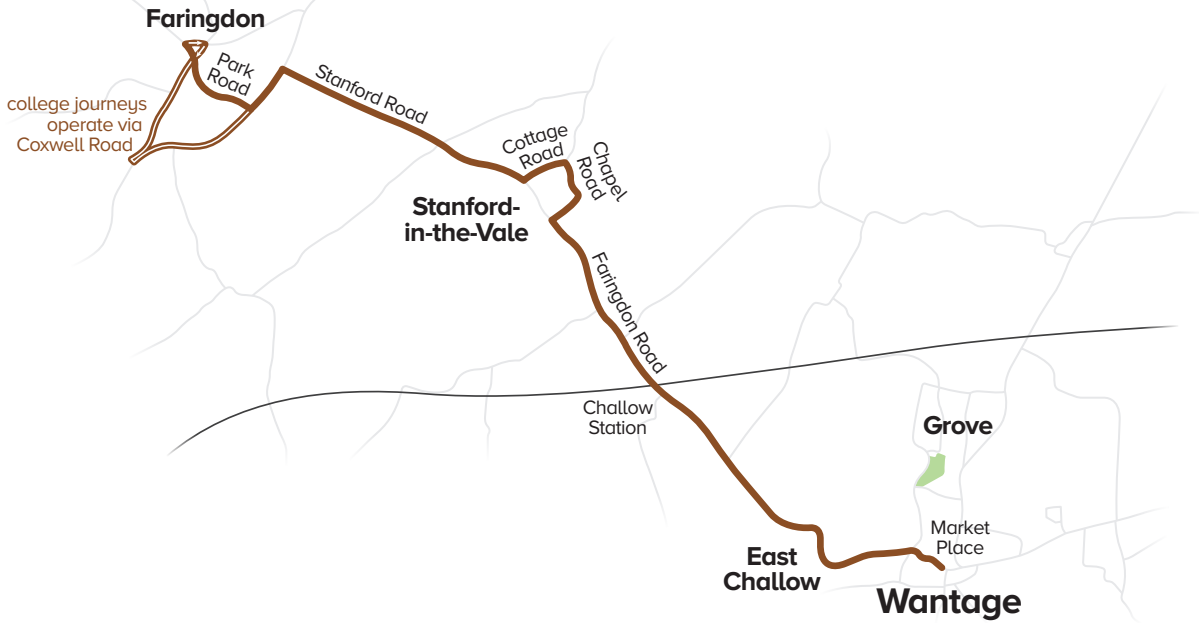 Faringdon
Park
Road
Stanford Road
college journeys
operate via
Coxwell Road
Cottage
Road
Chapel
Road
Stanford-
in-the-Vale
Faringdon Road
Challow
Station
Grove
Market
Place
East
Challow
Wantage